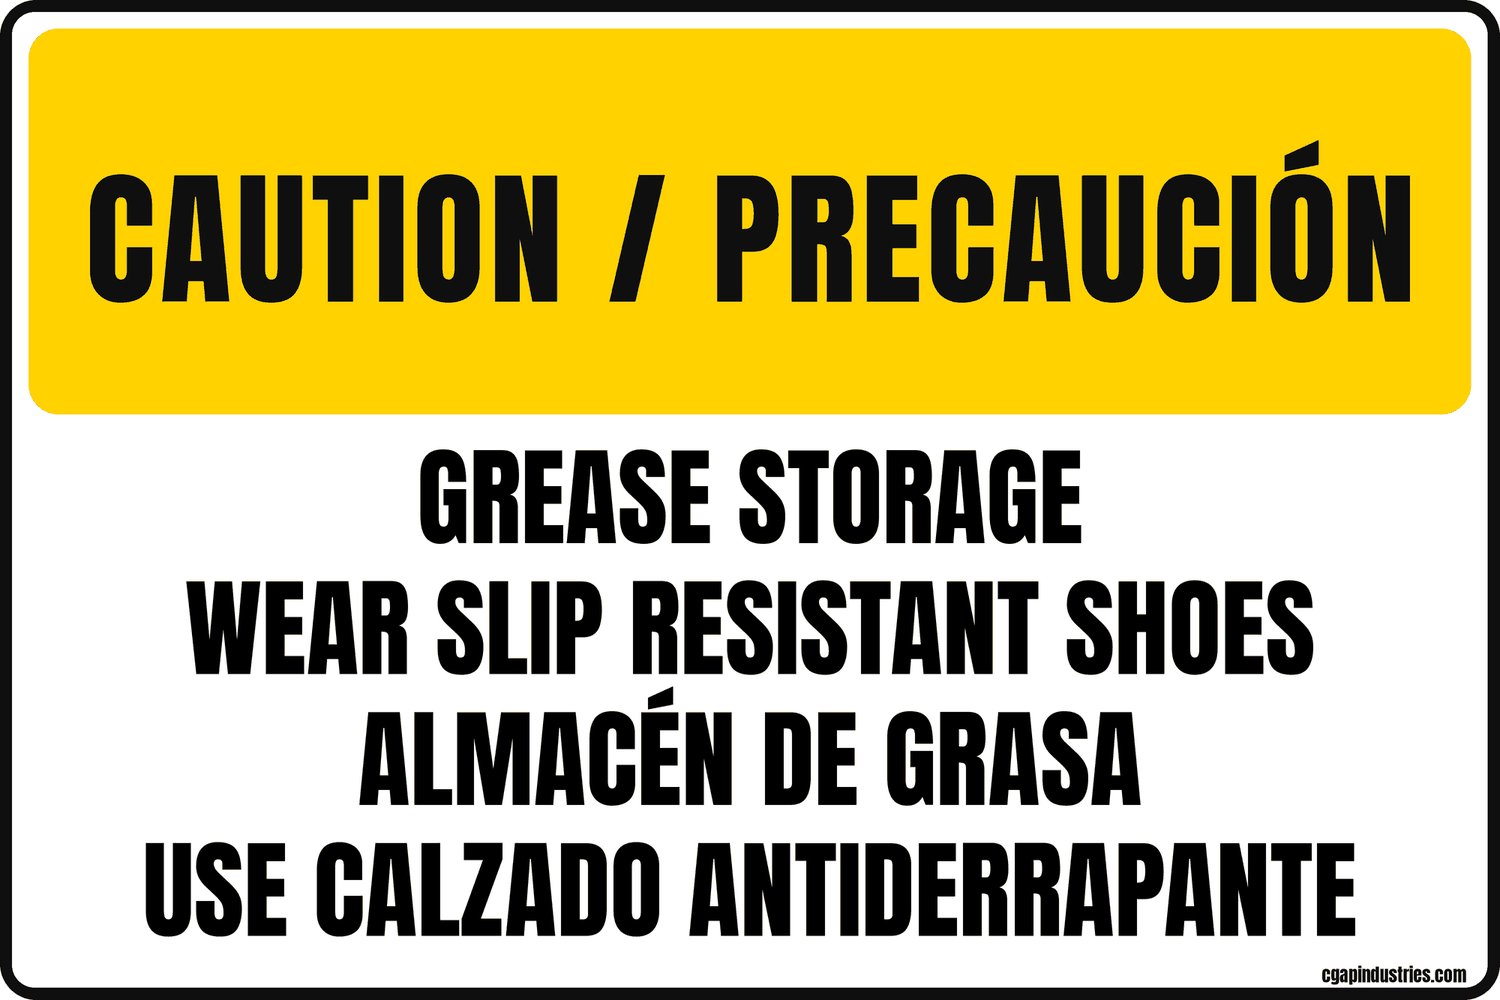 CAUTION / PRECAUCIÓN
GREASE STORAGE
WEAR SLIP RESISTANT SHOES
ALMACÉN DE GRASA
USE CALZADO ANTIDERRAPANTE
cgapindustries.com